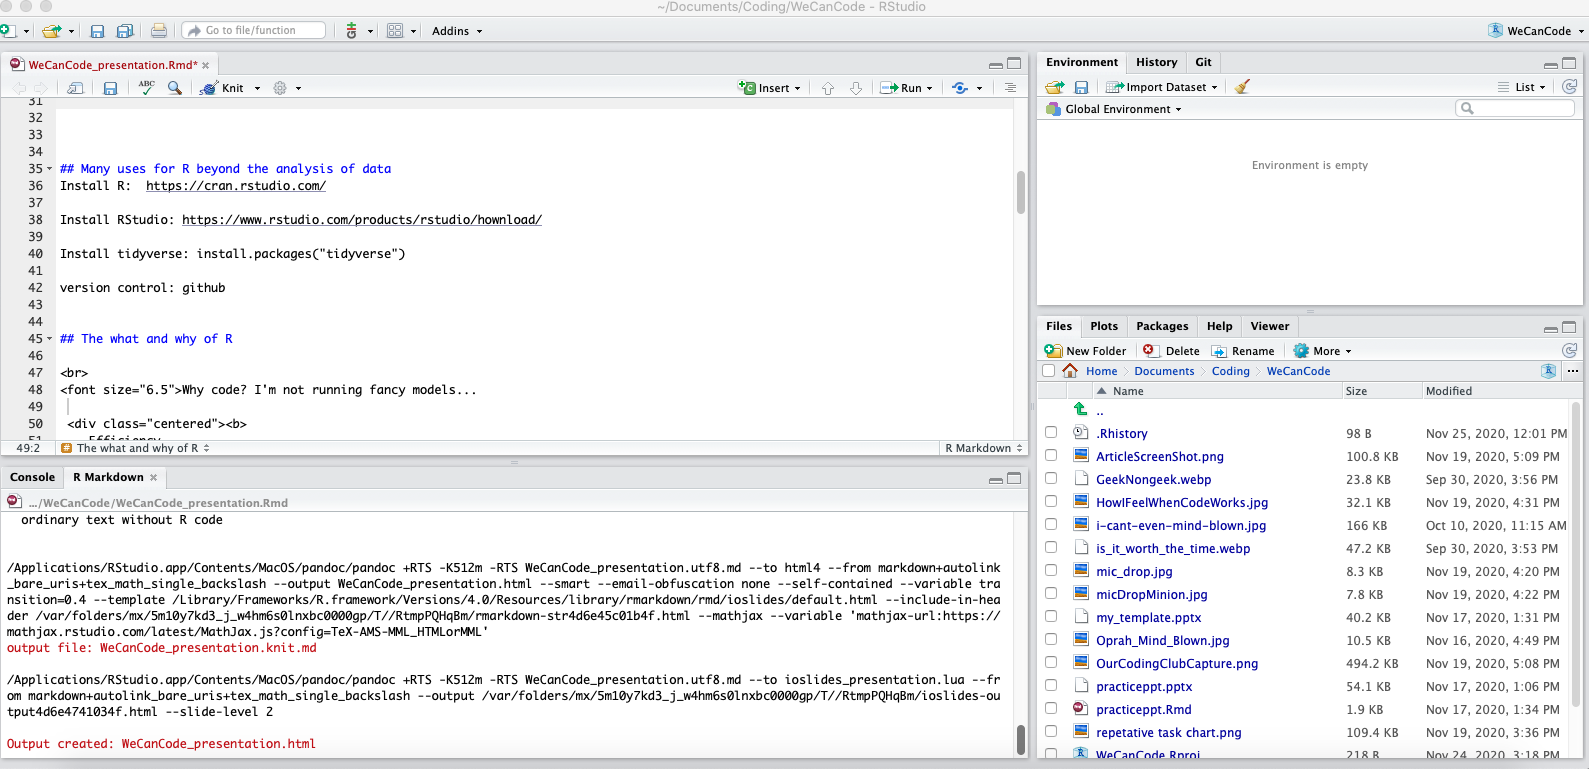 ~/Documents/Coding/WeCanCode - RStudio
Go to file/function
Addins
WeCanCode
WeCanCode_presentation.Rmd*
ABC
Knit
Insert
Run
31
32
33
34
35 ## Many uses for R beyond the analysis of data
36 Install R:  https://cran.rstudio.com/
37
38 Install RStudio: https://www.rstudio.com/products/rstudio/hownload/
39
40 Install tidyverse: install.packages("tidyverse")
41
42 version control: github
43
44
45 ## The what and why of R
46
47 <br>
48 <font size="6.5">Why code? I'm not running fancy models...
49
50 <div class="centered"><b>
51 Efficiency
49:2 The what and why of R R Markdown
Console R Markdown
.../WeCanCode/WeCanCode_presentation.Rmd
ordinary text without R code
/Applications/RStudio.app/Contents/MacOS/pandoc/pandoc +RTS -K512m -RTS WeCanCode_presentation.utf8.md --to html4 --from markdown+autolink
_bare_uris+tex_math_single_backslash --output WeCanCode_presentation.html --smart --email-obfuscation none --self-contained --variable tra
nsition=0.4 --template /Library/Frameworks/R.framework/Versions/4.0/Resources/library/rmarkdown/rmd/ioslides/default.html --include-in-hea
der /var/folders/mx/5m10y7kd3_j_w4hm6s0lnxbc0000gp/T//RtmpPQHqBm/rmarkdown-str4d6e45c01b4f.html --mathjax --variable 'mathjax-url:https://
mathjax.rstudio.com/latest/MathJax.js?config=TeX-AMS-MML_HTMLorMML'
output file: WeCanCode_presentation.knit.md
/Applications/RStudio.app/Contents/MacOS/pandoc/pandoc +RTS -K512m -RTS WeCanCode_presentation.utf8.md --to ioslides_presentation.lua --fr
om markdown+autolink_bare_uris+tex_math_single_backslash --output /var/folders/mx/5m10y7kd3_j_w4hm6s0lnxbc0000gp/T//RtmpPQHqBm/ioslides-ou
tput4d6e4741034f.html --slide-level 2
Output created: WeCanCode_presentation.html
Environment History Git
Import Dataset List
Global Environment
Environment is empty
Files Plots Packages Help Viewer
New Folder Delete Rename More
Home Documents Coding WeCanCode
Name Size Modified
..
.Rhistory 98 B Nov 25, 2020, 12:01 PM
ArticleScreenShot.png 100.8 KB Nov 19, 2020, 5:09 PM
GeekNongeek.webp 23.8 KB Sep 30, 2020, 3:56 PM
HowIFeelWhenCodeWorks.jpg 32.1 KB Nov 19, 2020, 4:31 PM
i-cant-even-mind-blown.jpg 166 KB Oct 10, 2020, 11:15 AM
is_it_worth_the_time.webp 47.2 KB Sep 30, 2020, 3:53 PM
mic_drop.jpg 8.3 KB Nov 19, 2020, 4:20 PM
micDropMinion.jpg 7.8 KB Nov 19, 2020, 4:22 PM
my_template.pptx 40.2 KB Nov 17, 2020, 1:31 PM
Oprah_Mind_Blown.jpg 10.5 KB Nov 16, 2020, 4:49 PM
OurCodingClubCapture.png 494.2 KB Nov 19, 2020, 5:08 PM
practiceppt.pptx 54.1 KB Nov 17, 2020, 1:06 PM
practiceppt.Rmd 1.9 KB Nov 17, 2020, 1:34 PM
repetative task chart.png 109.4 KB Nov 19, 2020, 3:36 PM
WeCanCode.Rproj 218 B Nov 24, 2020, 3:18 PM